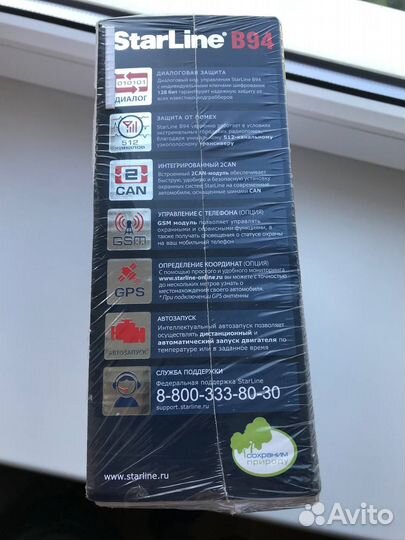 StarLine® B94
ДИАЛОГОВАЯ ЗАЩИТА
Диалоговый код управления StarLine B94
с индивидуальными ключами шифрования
128 бит гарантирует надежную защиту от
всех известных кодграбберов
010101
ДИАЛОГ
ЗАЩИТА ОТ ПОМЕХ
StarLine B94 уверенно работает в условиях
экстремальных городских радиопомех
благодаря уникальному 512-канальному
трансиверу
512
каналов
ИНТЕГРИРОВАННЫЙ 2CAN
Встроенный 2CAN-модуль обеспечивает
быструю, удобную и безопасную установку
охранных систем StarLine на современные
автомобили, оснащенные шинами CAN
2
CAN
УПРАВЛЕНИЕ С ТЕЛЕФОНА (ОПЦИЯ)
GSM модуль позволяет управлять
охранными и сервисными функциями, а
также получать оповещения о статусе охраны
на ваш мобильный телефон
GSM
ОПРЕДЕЛЕНИЕ КООРДИНАТ (ОПЦИЯ)
С помощью простого и удобного мониторинга
www.starline-online.ru вы можете с точностью
до нескольких метров узнать о
местонахождении своего автомобиля.
* При подключении GPS антенны
GPS
АВТОЗАПУСК
Интеллектуальный автозапуск позволяет
осуществлять дистанционный и
автоматический запуск двигателя по
температуре или в заданное время
АВТОЗАПУСК
СЛУЖБА ПОДДЕРЖКИ
Федеральная поддержка StarLine
8-800-333-80-30
support.starline.ru
сохраним
природу
www.starline.ru
Avito